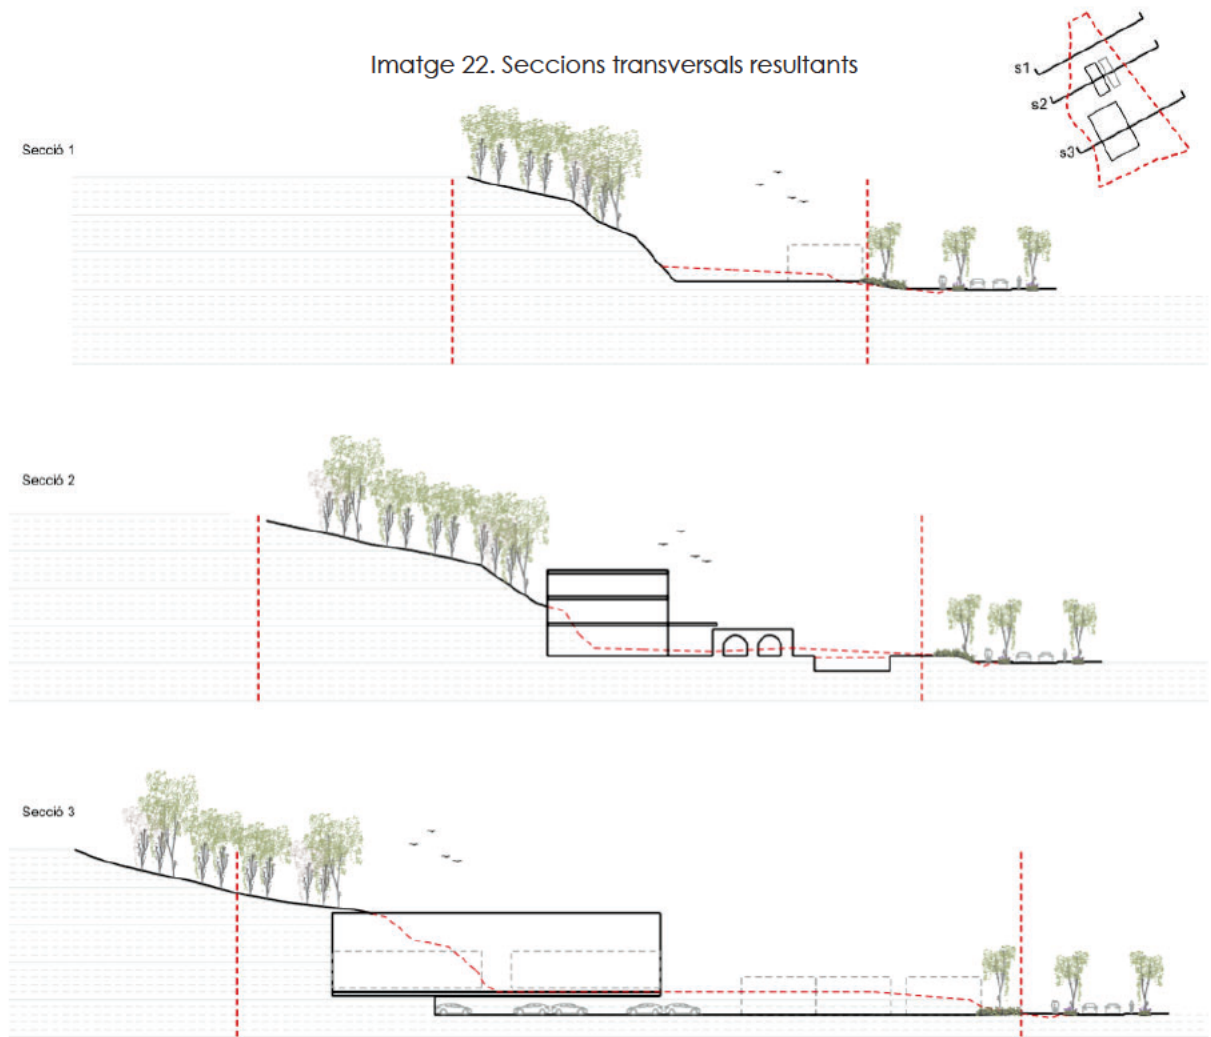 Imatge 22. Seccions transversals resultants
s1
s2
s3
Secció 1
Secció 2
Secció 3